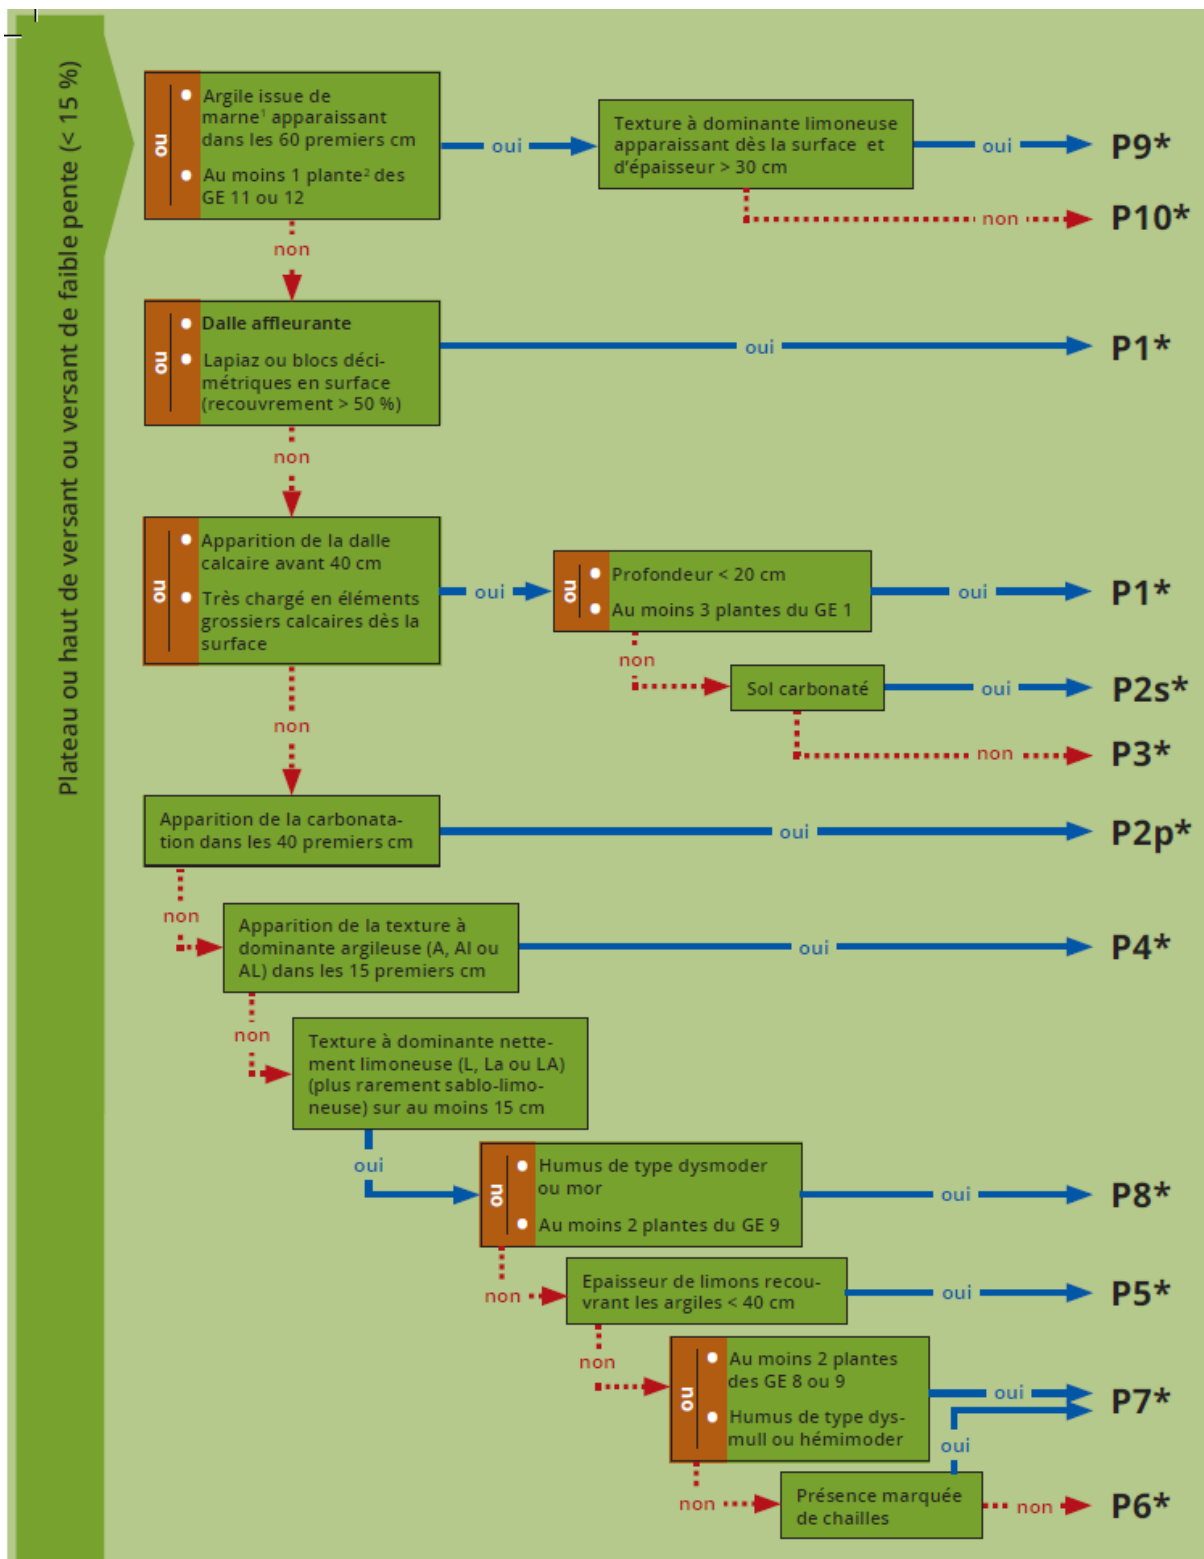 Plateau ou haut de versant ou versant de faible pente (< 15 %)
ou
Argile issue de
marne¹ apparaissant
dans les 60 premiers cm
Au moins 1 plante² des
GE 11 ou 12
oui
Texture à dominante limoneuse
apparaissant dès la surface et
d'épaisseur > 30 cm
oui
P9*
non
P10*
non
ou
Dalle affleurante
Lapiaz ou blocs déci-
métriques en surface
(recouvrement > 50 %)
oui
P1*
non
ou
Apparition de la dalle
calcaire avant 40 cm
Très chargé en éléments
grossiers calcaires dès la
surface
oui
ou
Profondeur < 20 cm
Au moins 3 plantes du GE 1
oui
P1*
non
Sol carbonaté
oui
P2s*
non
P3*
non
Apparition de la carbonata-
tion dans les 40 premiers cm
oui
P2p*
non
Apparition de la texture à
dominante argileuse (A, Al ou
AL) dans les 15 premiers cm
oui
P4*
non
Texture à dominante nette-
ment limoneuse (L, La ou LA)
(plus rarement sablo-limo-
neuse) sur au moins 15 cm
oui
ou
Humus de type dysmoder
ou mor
Au moins 2 plantes du GE 9
oui
P8*
non
Epaisseur de limons recou-
vrant les argiles < 40 cm
oui
P5*
non
ou
Au moins 2 plantes
des GE 8 ou 9
Humus de type dys-
mull ou hémimoder
oui
P7*
oui
non
Présence marquée
de chailles
non
P6*